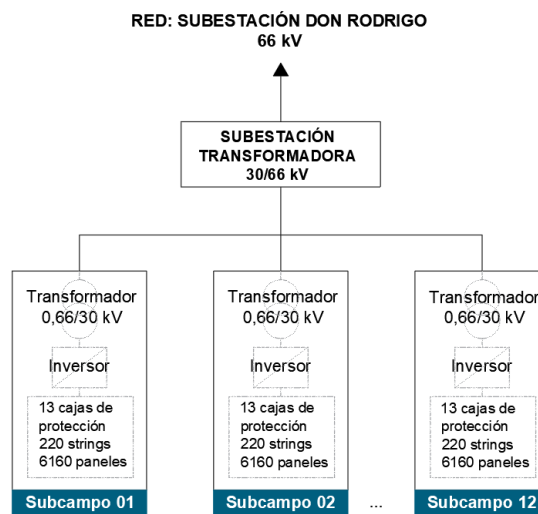 RED: SUBESTACIÓN DON RODRIGO
66 kV
SUBESTACIÓN
TRANSFORMADORA
30/66 kV
Transformador
0,66/30 kV
Inversor
13 cajas de
protección
220 strings
6160 paneles
Subcampo 01
Transformador
0,66/30 kV
Inversor
13 cajas de
protección
220 strings
6160 paneles
Subcampo 02
...
Transformador
0,66/30 kV
Inversor
13 cajas de
protección
220 strings
6160 paneles
Subcampo 12